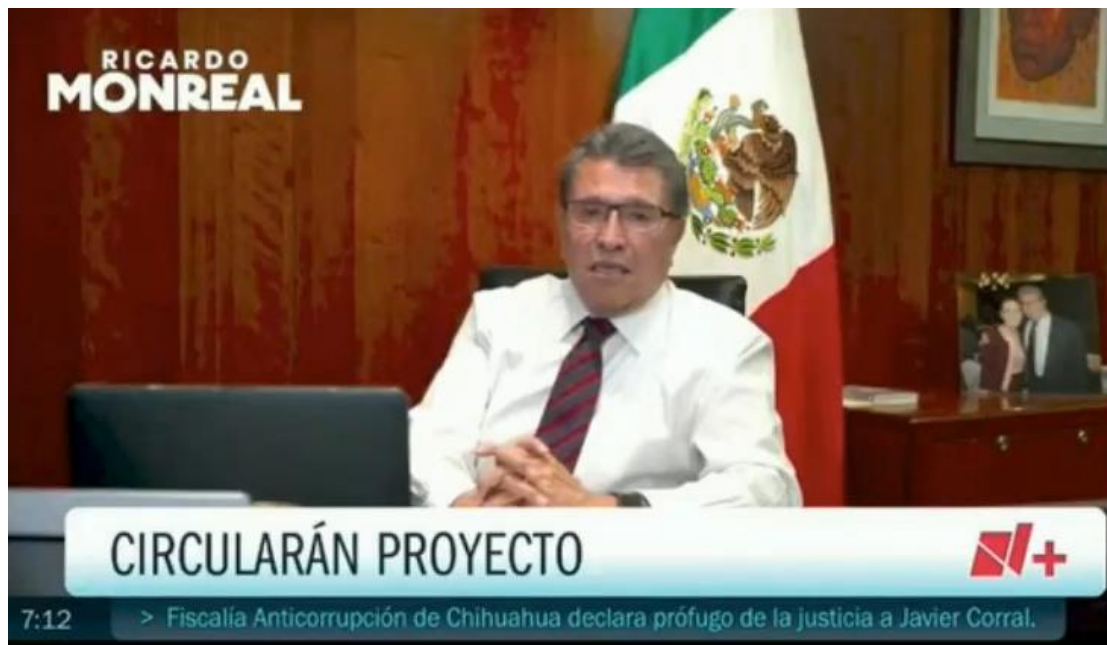 RICARDO
MONREAL
CIRCULARÁN PROYECTO
N+
7:12
> Fiscalía Anticorrupción de Chihuahua declara prófugo de la justicia a Javier Corral.